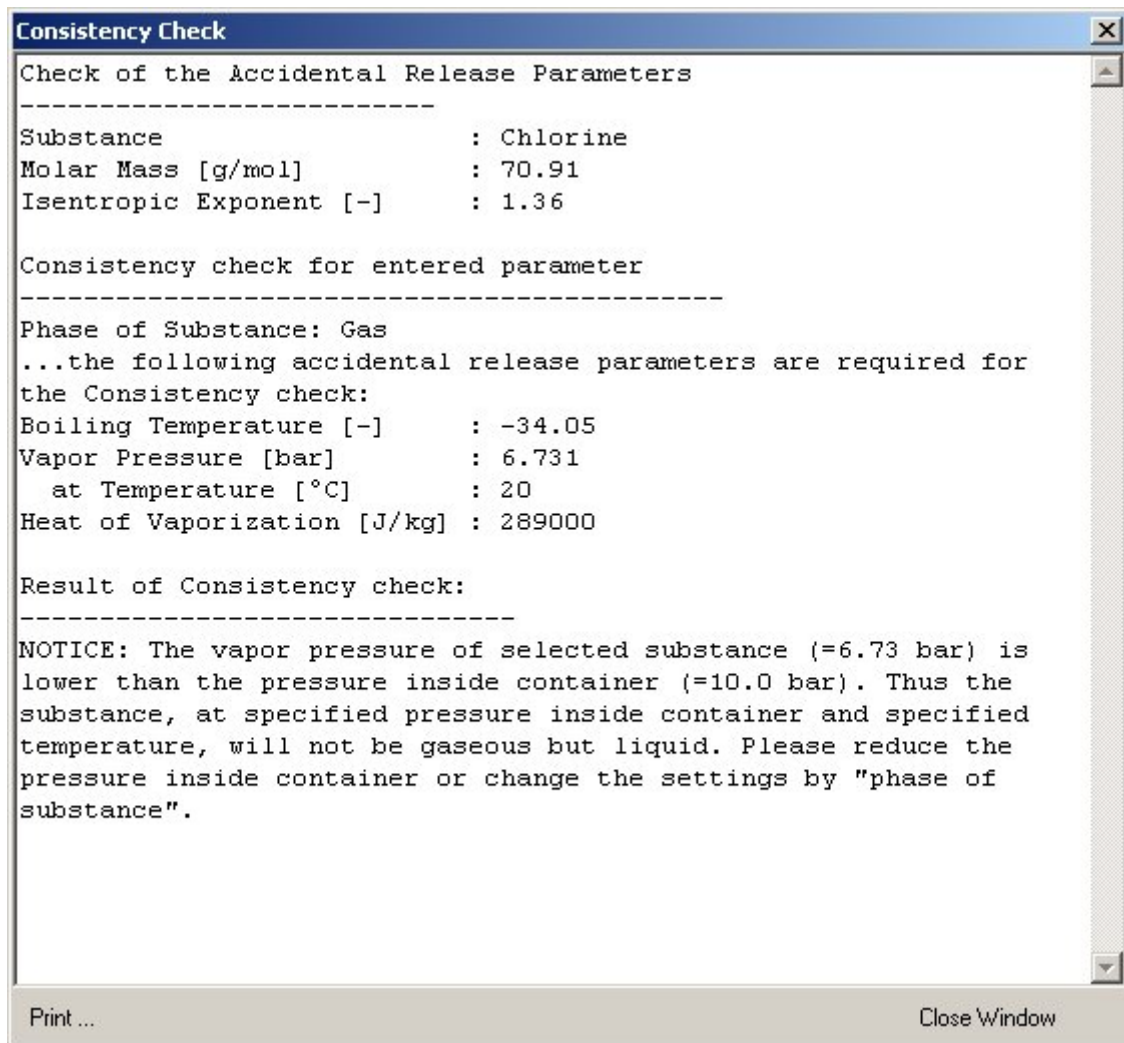 Consistency Check
Check of the Accidental Release Parameters
--------------------------
Substance : Chlorine
Molar Mass [g/mol] : 70.91
Isentropic Exponent [-] : 1.36
Consistency check for entered parameter
--------------------------------------------
Phase of Substance: Gas
...the following accidental release parameters are required for
the Consistency check:
Boiling Temperature [-] : -34.05
Vapor Pressure [bar] : 6.731
at Temperature [°C] : 20
Heat of Vaporization [J/kg] : 289000
Result of Consistency check:
-------------------------------
NOTICE: The vapor pressure of selected substance (=6.73 bar) is
lower than the pressure inside container (=10.0 bar). Thus the
substance, at specified pressure inside container and specified
temperature, will not be gaseous but liquid. Please reduce the
pressure inside container or change the settings by "phase of
substance".
Print ... Close Window